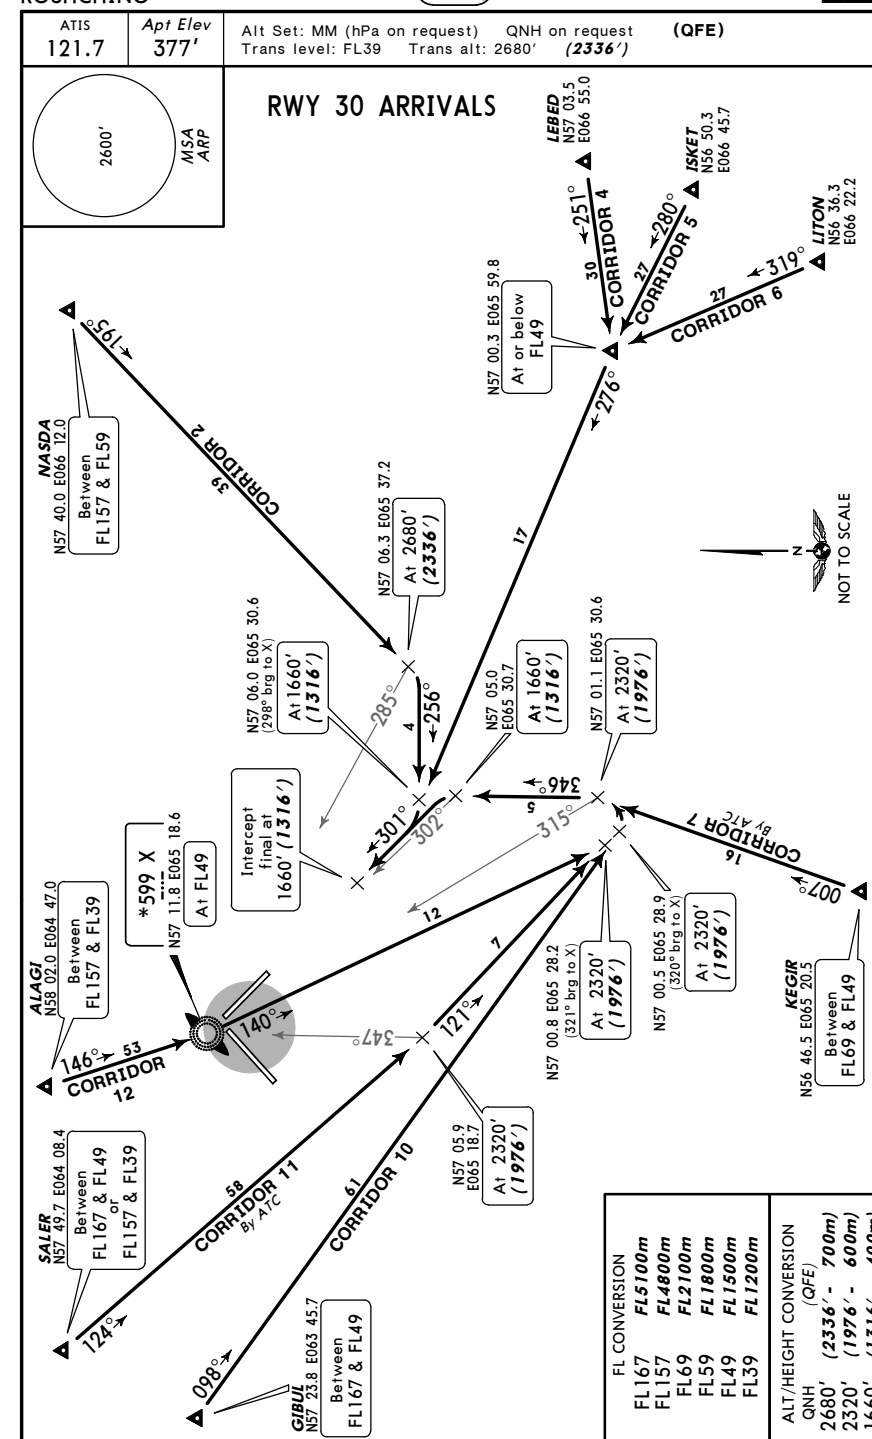 ATIS
121.7
Apt Elev
377'
Alt Set: MM (hPa on request) QNH on request (QFE)
Trans level: FL39 Trans alt: 2680' (2336')
2600'
MSA
ARP
RWY 30 ARRIVALS
LEBED
N57 03.5
E066 55.0
ISKET
N56 50.3
E066 45.7
LITON
N56 36.3
E066 22.2
251°
30
CORRIDOR 4
280°
27
CORRIDOR 5
319°
27
CORRIDOR 6
N57 00.3 E065 59.8
At or below
FL49
276°
17
NASDA
N57 40.0 E066 12.0
Between
FL157 & FL59
195°
CORRIDOR 2
39
N57 06.3 E065 37.2
At 2680'
(2336')
285°
4
256°
N57 06.0 E065 30.6
(298° brg to X)
At 1660'
(1316')
N57 05.0
E065 30.7
At 1660'
(1316')
N57 01.1 E065 30.6
At 2320'
(1976')
N
NOT TO SCALE
301°
302°
346°
5
315°
Intercept
final at
1660' (1316')
*599 X
N57 11.8 E065 18.6
At FL49
ALAGI
N58 02.0 E064 47.0
Between
FL157 & FL39
146°
53
CORRIDOR
12
140°
12
347°
7
121°
CORRIDOR 7
By ATC
16
007°
N57 00.8 E065 28.2
(321° brg to X)
At 2320'
(1976')
N57 00.5 E065 28.9
(320° brg to X)
At 2320'
(1976')
KEGIR
N56 46.5 E065 20.5
Between
FL69 & FL49
SALER
N57 49.7 E064 08.4
Between
FL167 & FL49
or
FL157 & FL39
124°
58
CORRIDOR 11
By ATC
61
CORRIDOR 10
N57 05.9
E065 18.7
At 2320'
(1976')
098°
GIBUL
N57 23.8 E063 45.7
Between
FL167 & FL49
FL CONVERSION
FL167 FL5100m
FL157 FL4800m
FL69 FL2100m
FL59 FL1800m
FL49 FL1500m
FL39 FL1200m
ALT/HEIGHT CONVERSION
QNH (QFE)
2680' (2336' - 700m)
2320' (1976' - 600m)